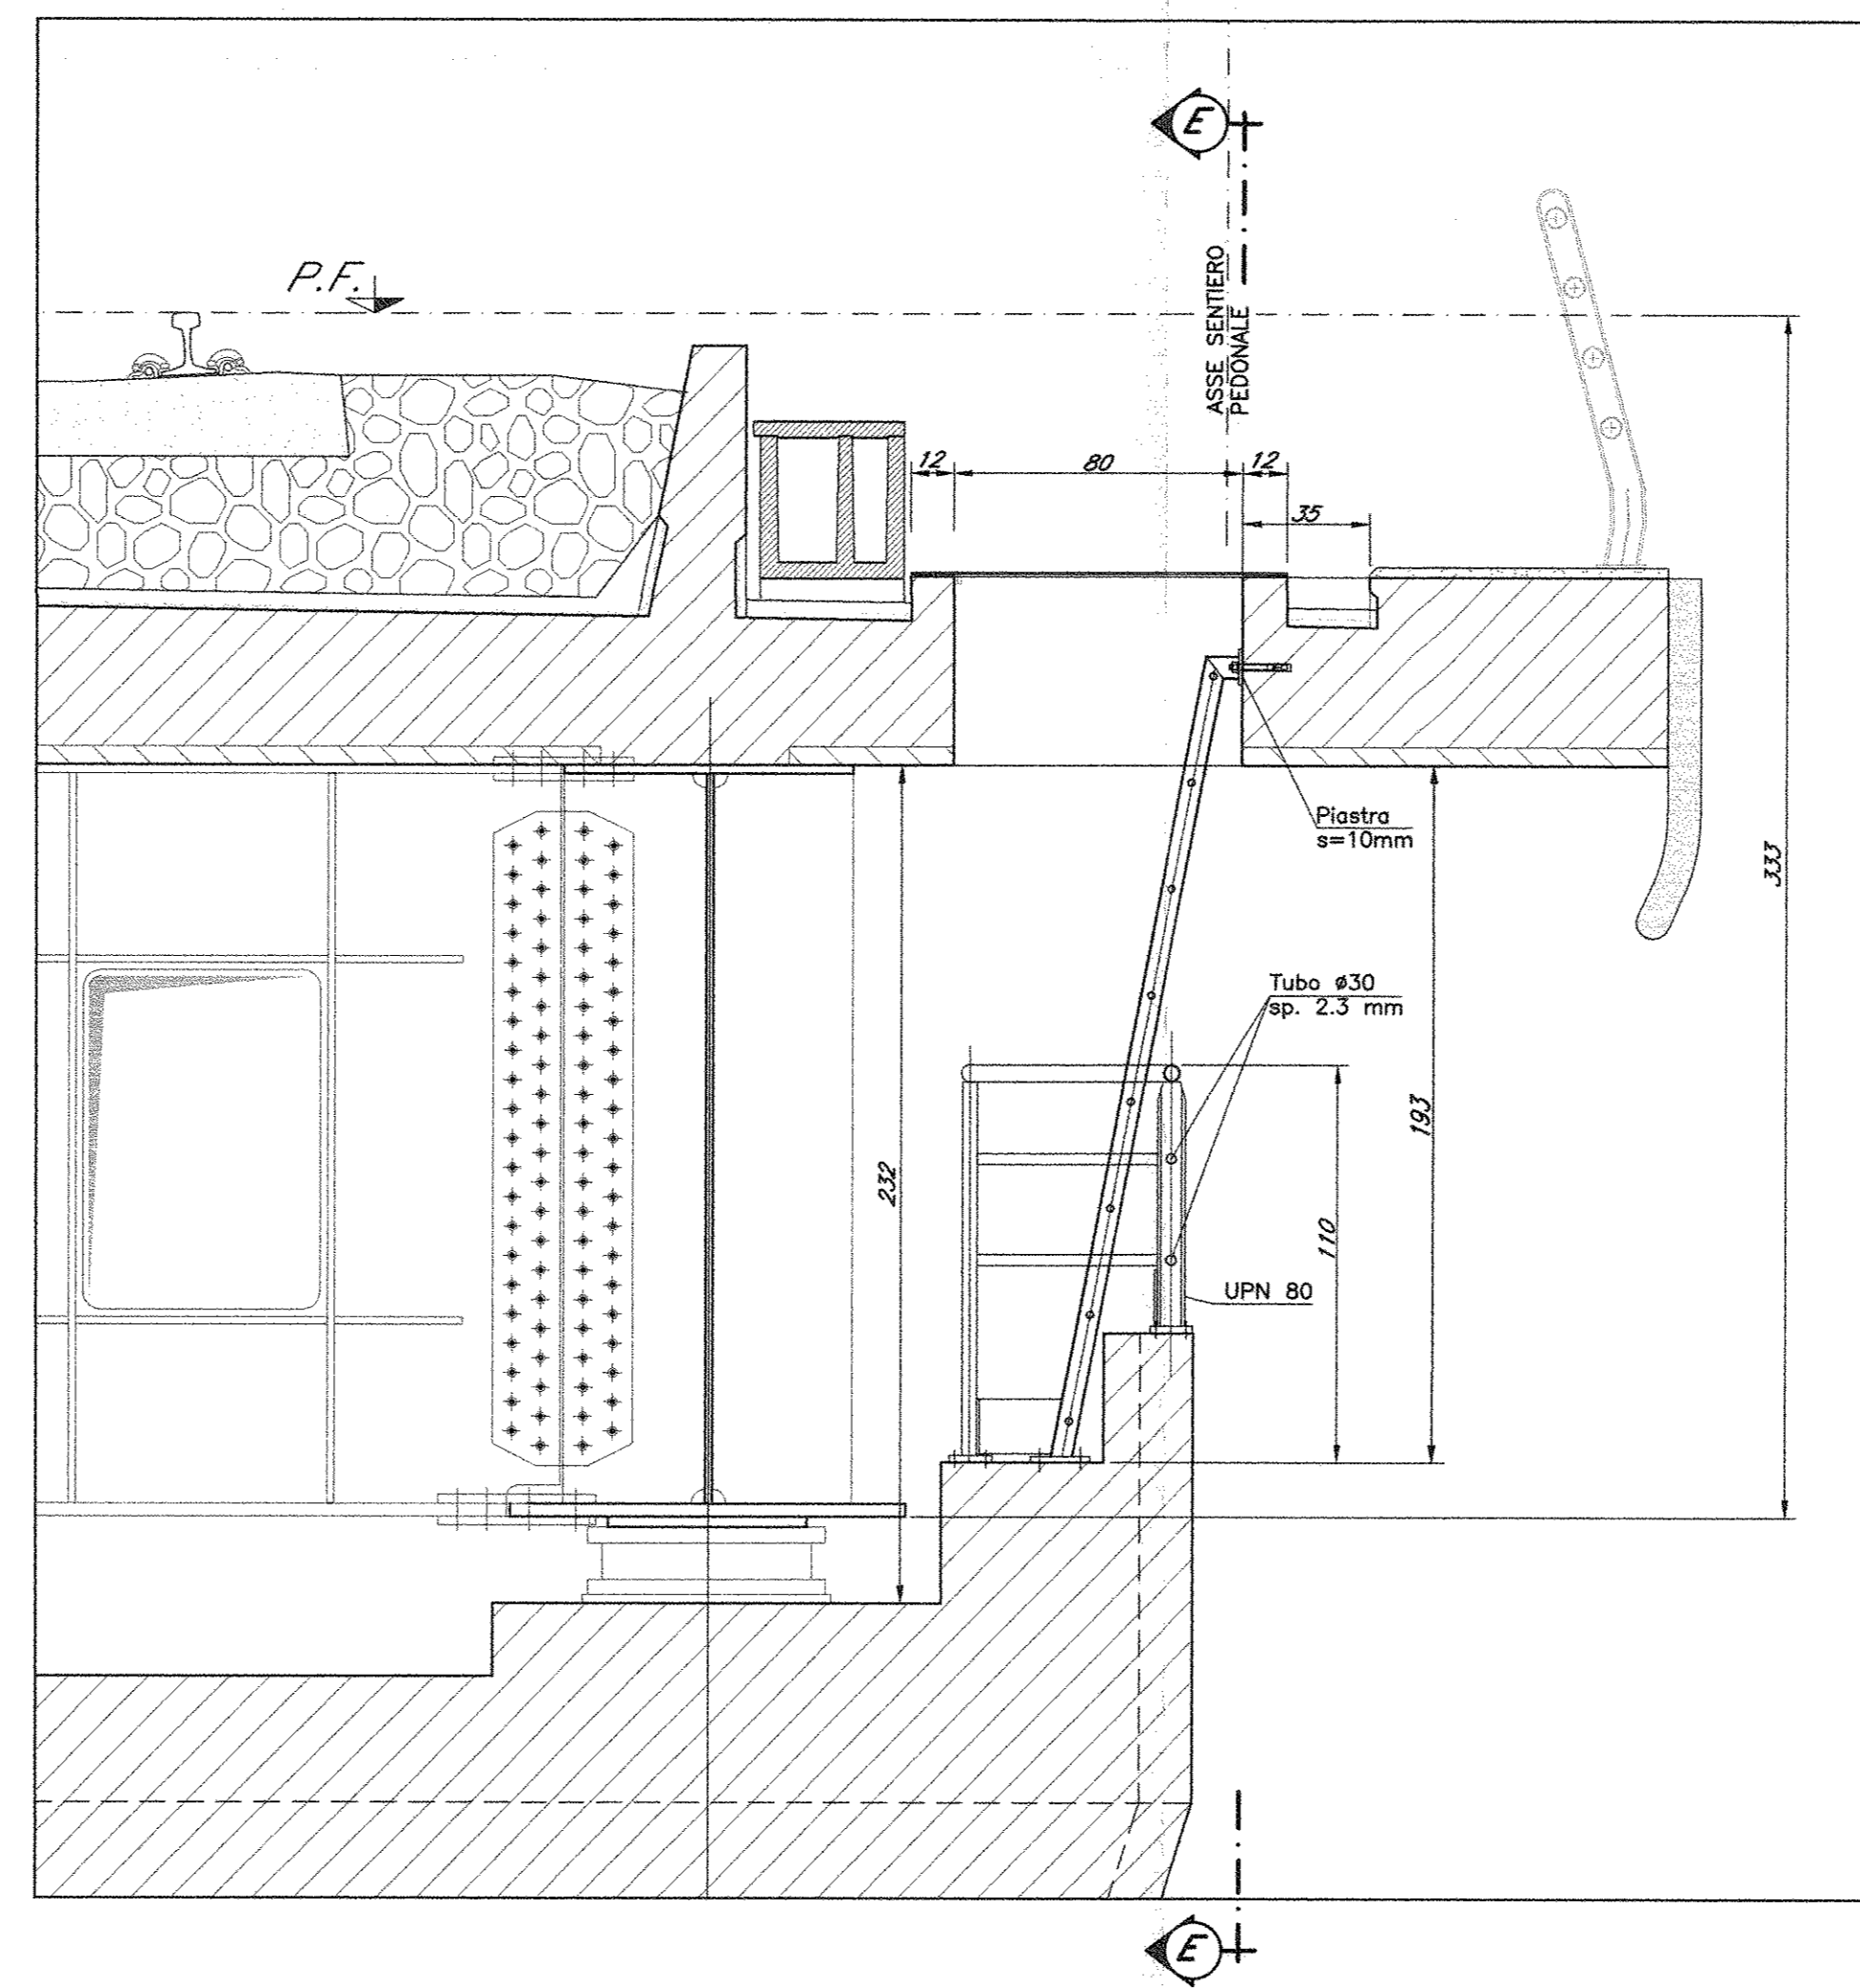 E
P.F.
ASSE SENTIERO
PEDONALE
12
80
12
35
Piastra
s=10mm
333
Tubo ø30
sp. 2.3 mm
193
232
110
UPN 80
E